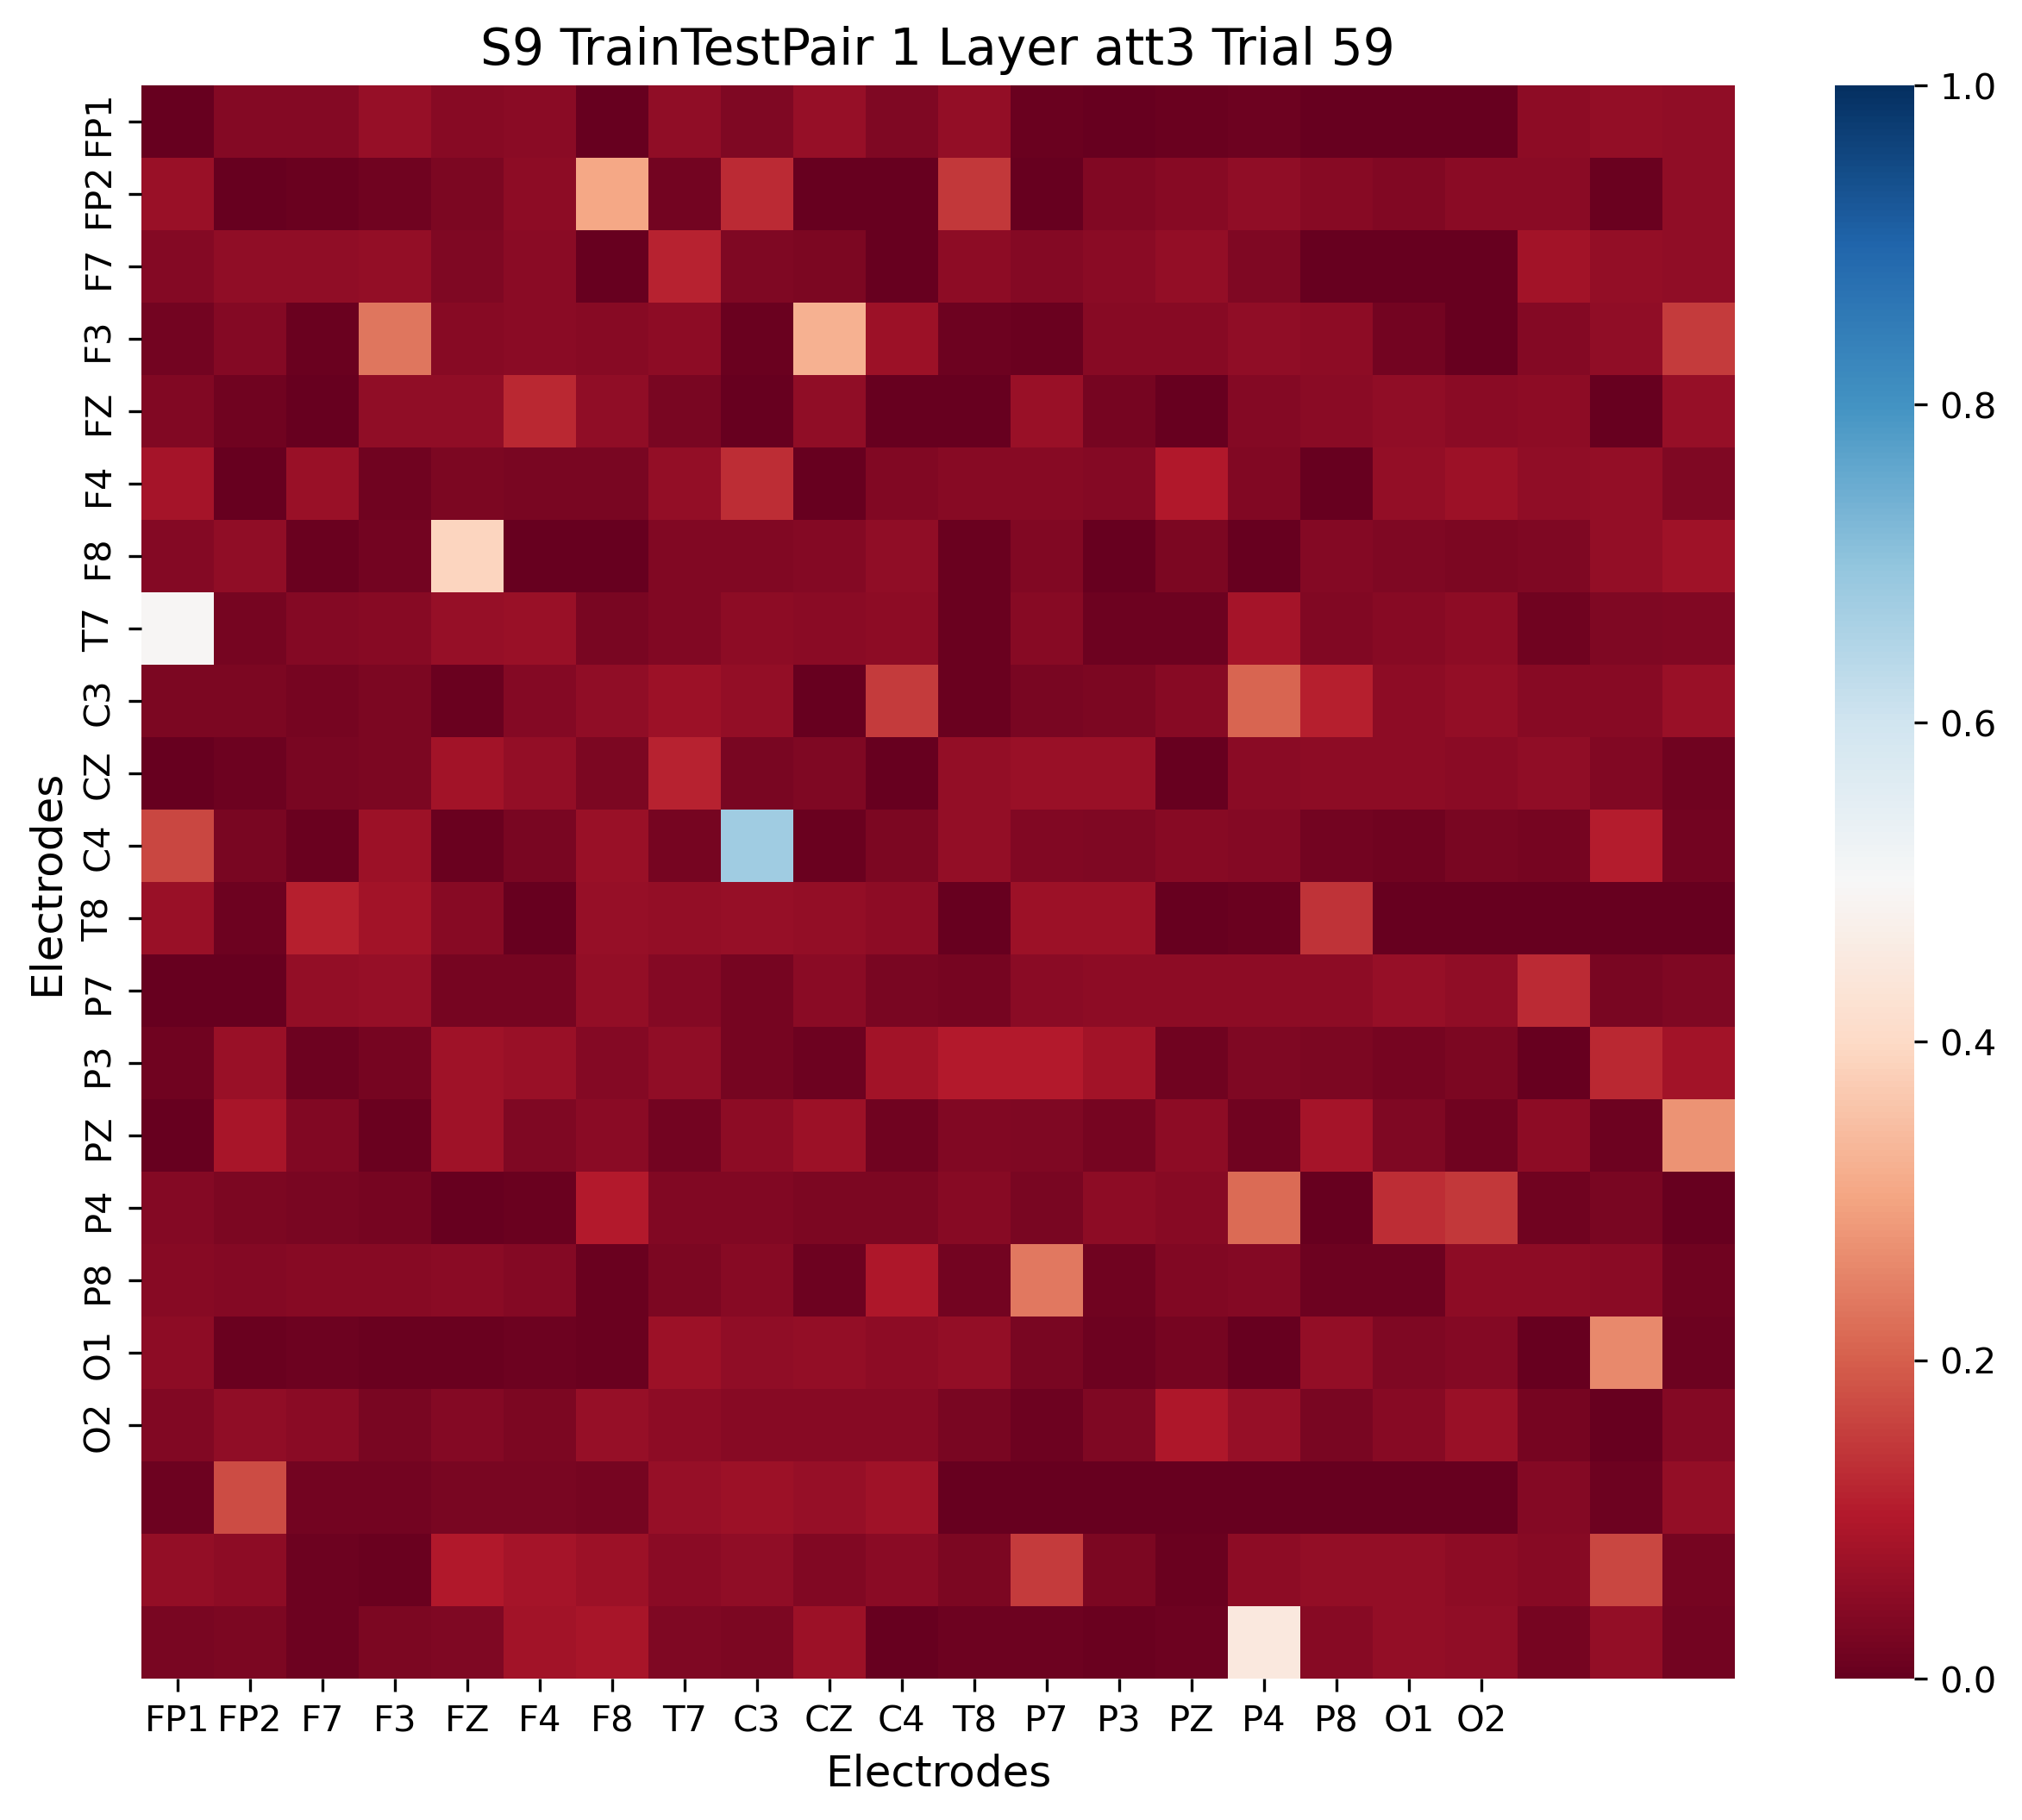 S9 TrainTestPair 1 Layer att3 Trial 59
Electrodes
FP1
FP2
F7
F3
FZ
F4
F8
T7
C3
CZ
C4
T8
P7
P3
PZ
P4
P8
O1
O2
FP1 FP2 F7 F3 FZ F4 F8 T7 C3 CZ C4 T8 P7 P3 PZ P4 P8 O1 O2
Electrodes
1.0
0.8
0.6
0.4
0.2
0.0